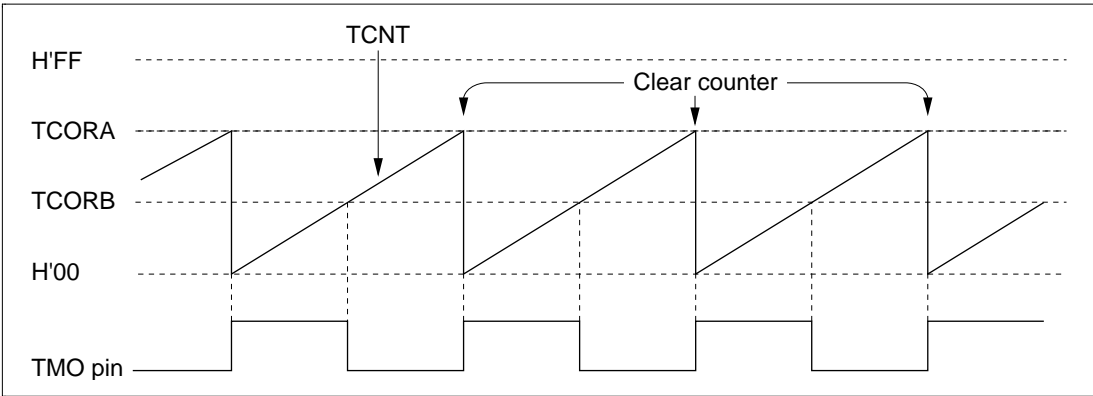 TCNT
H'FF
Clear counter
TCORA
TCORB
H'00
TMO pin